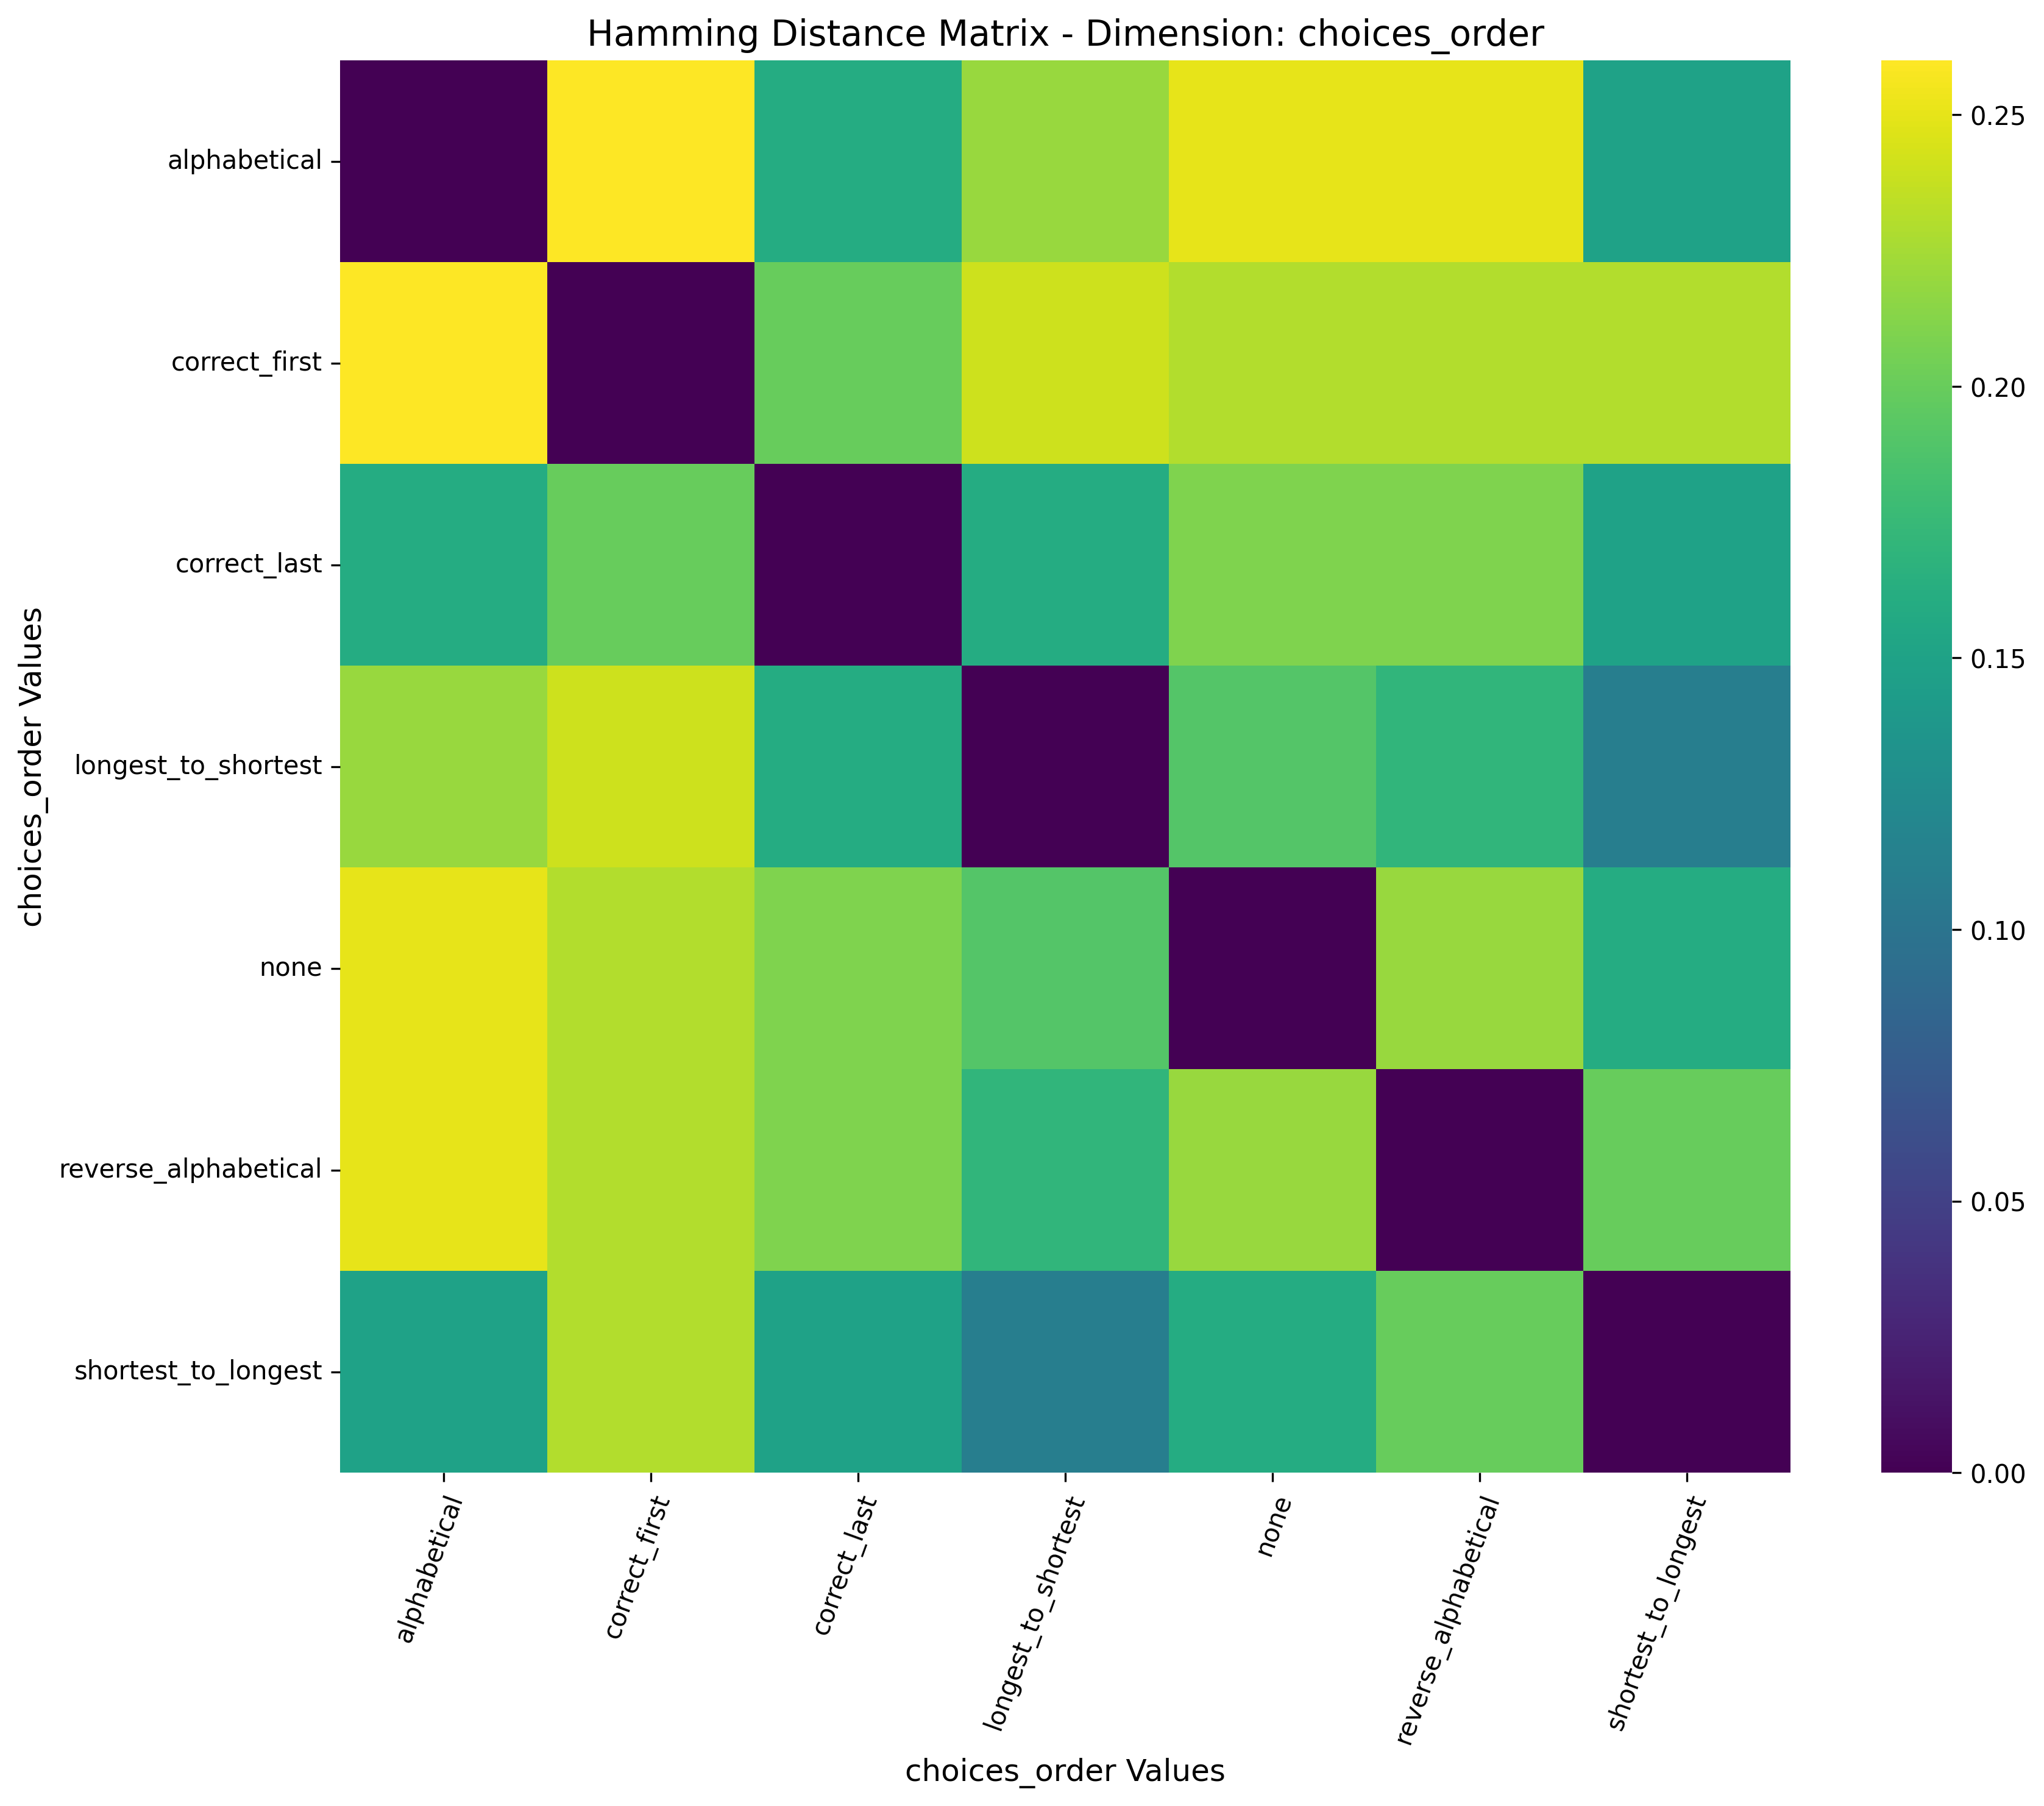 Hamming Distance Matrix - Dimension: choices_order
choices_order Values
alphabetical
correct_first
correct_last
longest_to_shortest
none
reverse_alphabetical
shortest_to_longest
alphabetical
correct_first
correct_last
longest_to_shortest
none
reverse_alphabetical
shortest_to_longest
choices_order Values
0.25
0.20
0.15
0.10
0.05
0.00